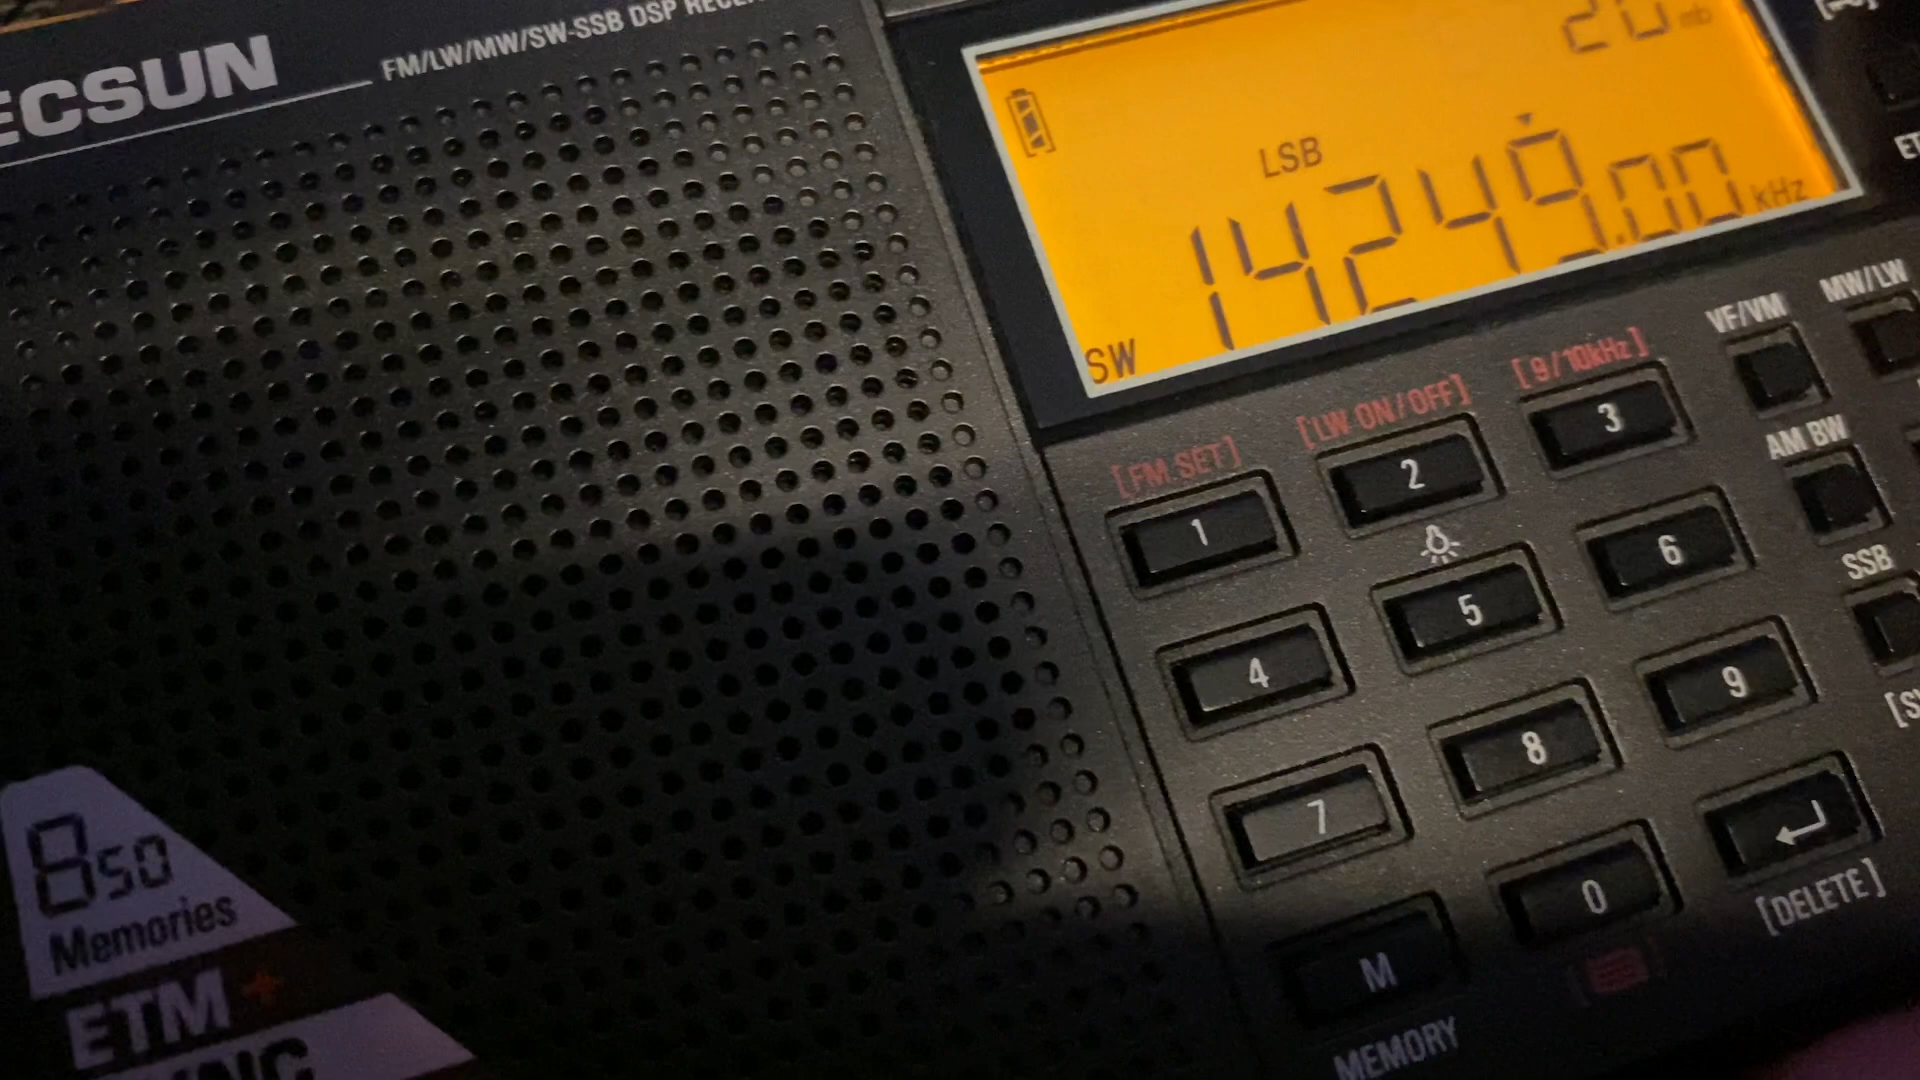 ECSUN
FM/LW/MW/SW-SSB DSP
20 mb
LSB
14249.00 kHz
SW
VF/VM
MW/LW
[FM SET]
[LW ON/OFF]
[9/10kHz]
AM BW
1
2
3
SSB
4
5
6
7
8
9
M
0
[DELETE]
MEMORY
850
Memories
ETM+